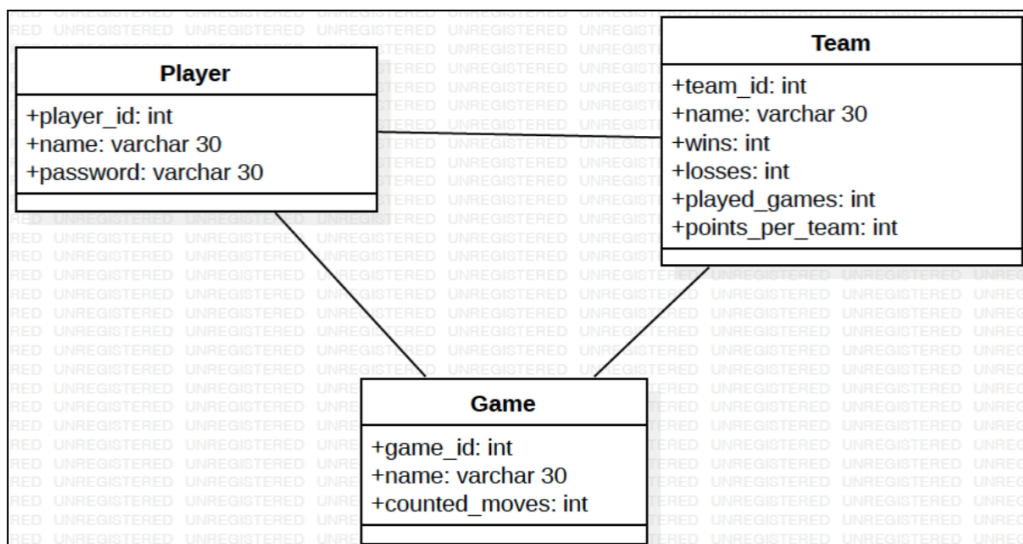 Player
+player_id: int
+name: varchar 30
+password: varchar 30
Team
+team_id: int
+name: varchar 30
+wins: int
+losses: int
+played_games: int
+points_per_team: int
Game
+game_id: int
+name: varchar 30
+counted_moves: int
UNREGISTERED